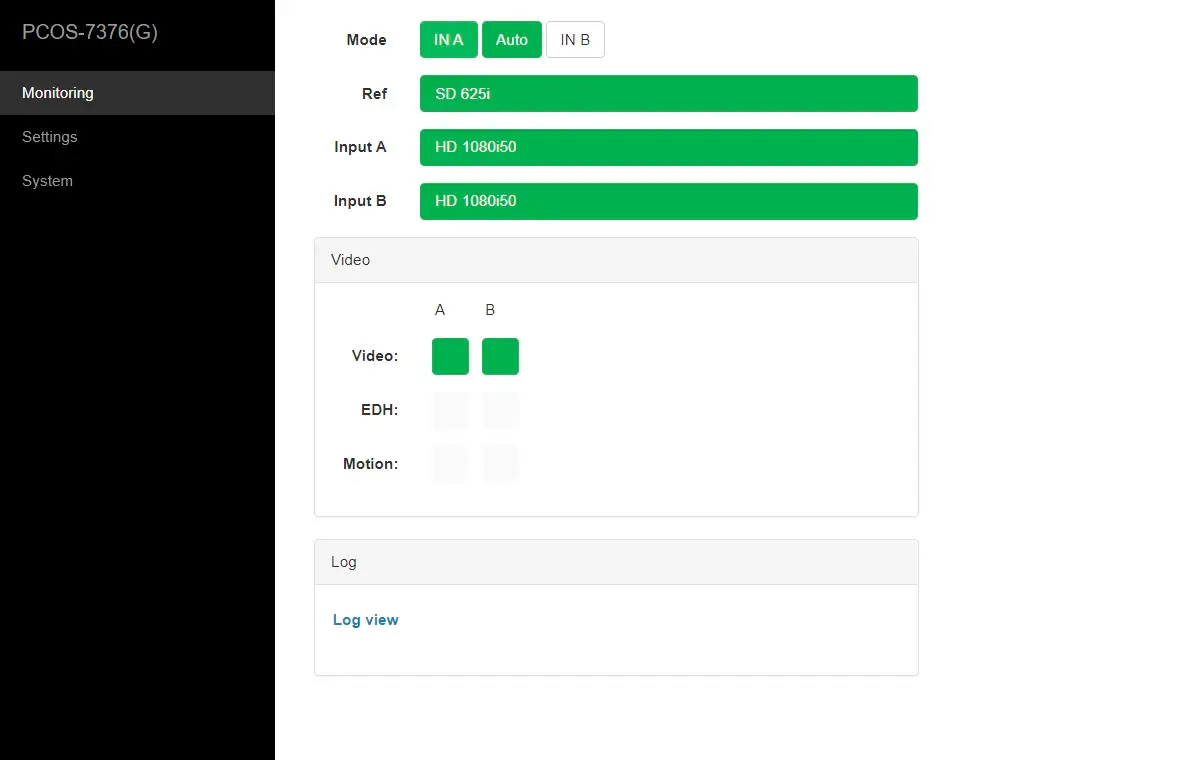 PCOS-7376(G)
Monitoring
Settings
System
Mode IN A Auto IN B
Ref SD 625i
Input A HD 1080i50
Input B HD 1080i50
Video
A B
Video:
EDH:
Motion:
Log
Log view